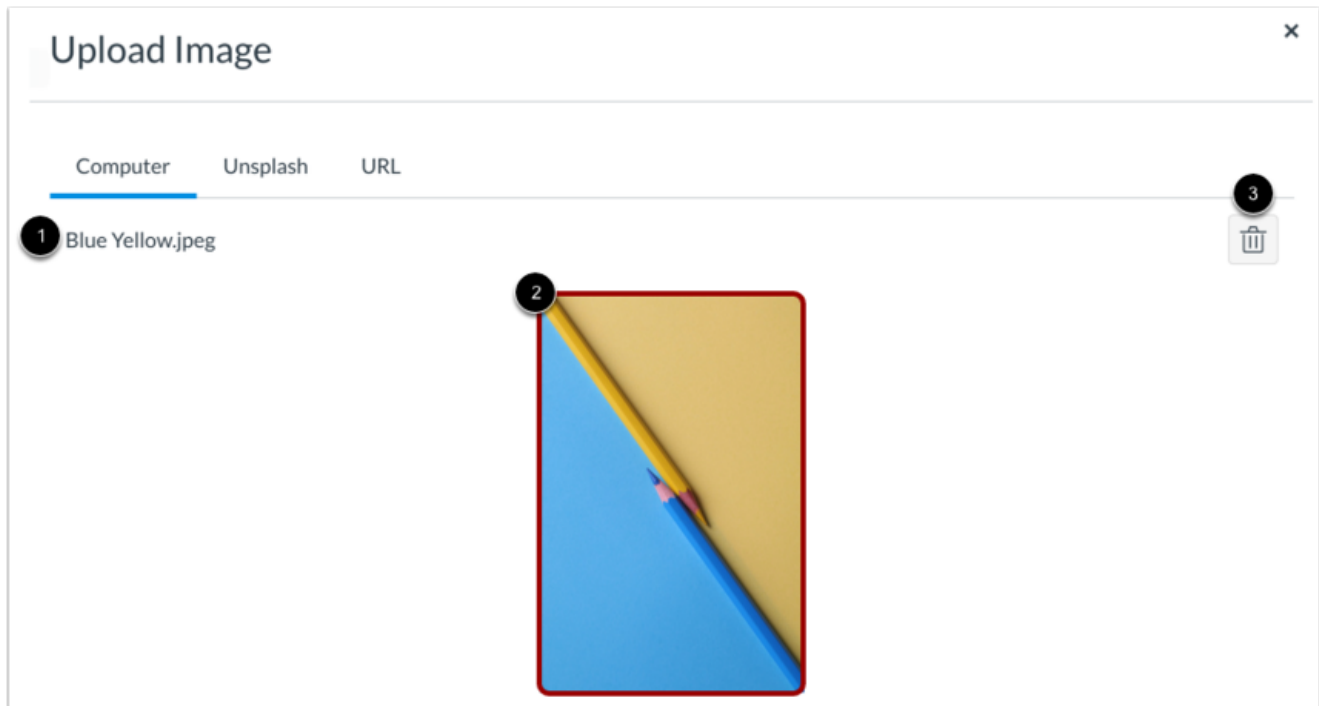 Upload Image
×
Computer Unsplash URL
3
1 Blue Yellow.jpeg
2